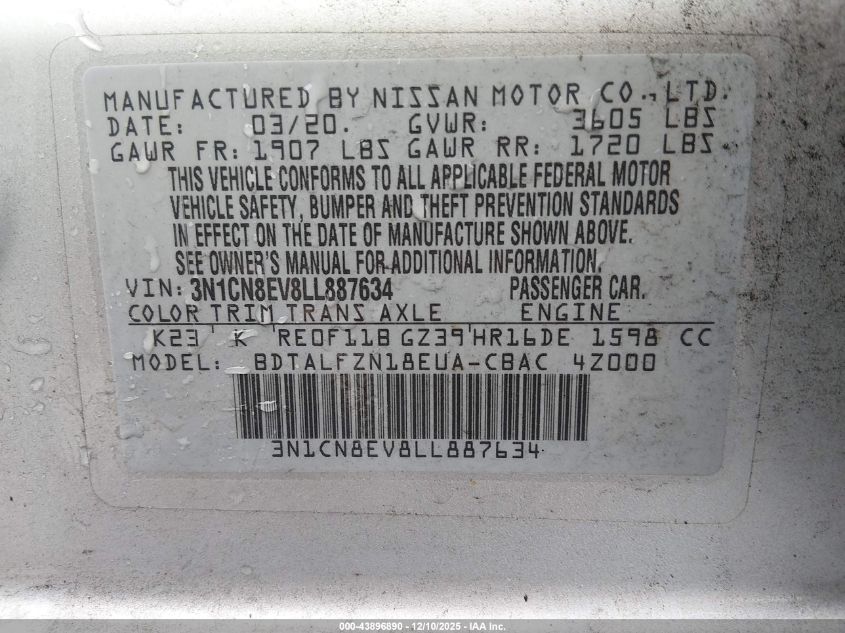 MANUFACTURED BY NISSAN MOTOR CO., LTD.
DATE: 03/20. GVWR: 3605 LBS
GAWR FR: 1907 LBS GAWR RR: 1720 LBS
THIS VEHICLE CONFORMS TO ALL APPLICABLE FEDERAL MOTOR
VEHICLE SAFETY, BUMPER AND THEFT PREVENTION STANDARDS
IN EFFECT ON THE DATE OF MANUFACTURE SHOWN ABOVE.
SEE OWNER'S MANUAL FOR ADDITIONAL INFORMATION.
VIN: 3N1CN8EV8LL887634 PASSENGER CAR.
COLOR TRIM TRANS AXLE ENGINE
K23 K RE0F11B GZ39 HR16DE 1598 CC
MODEL: BDTALFZN18EUA-CBAC 4Z000
3N1CN8EV8LL887634
000-43896890 - 12/10/2025 - IAA Inc.